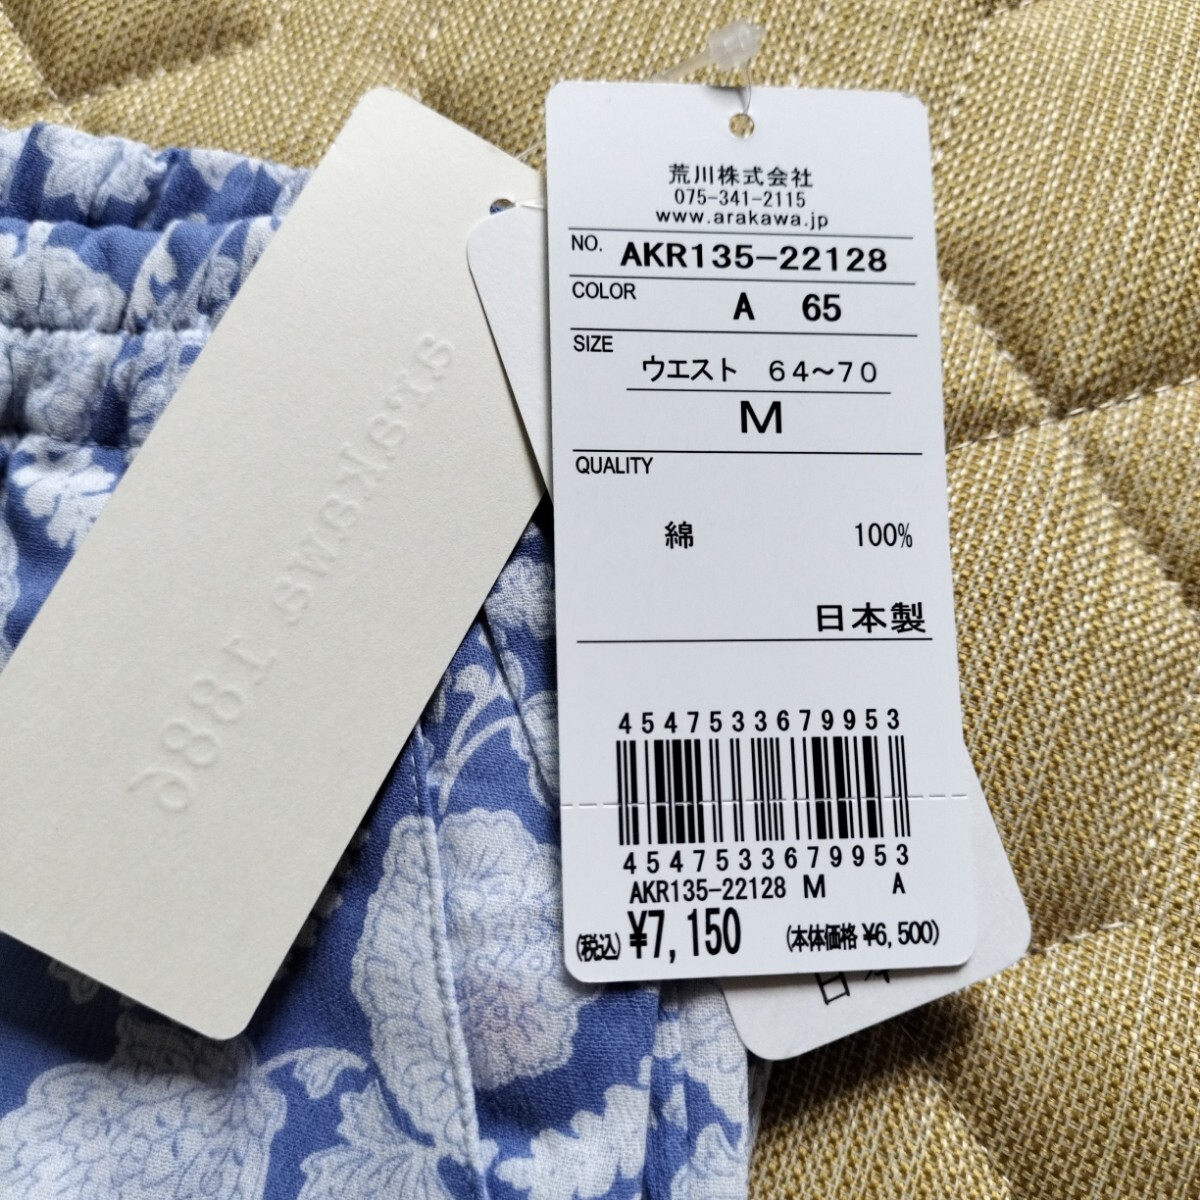 arakawa 1886
荒川株式会社
075-341-2115
www.arakawa.jp
NO. AKR135-22128
COLOR A 65
SIZE ウエスト 64～70
M
QUALITY
綿 100%
日本製
4547533679953
4547533679953
AKR135-22128 M A
(税込) ¥7,150 (本体価格 ¥6,500)